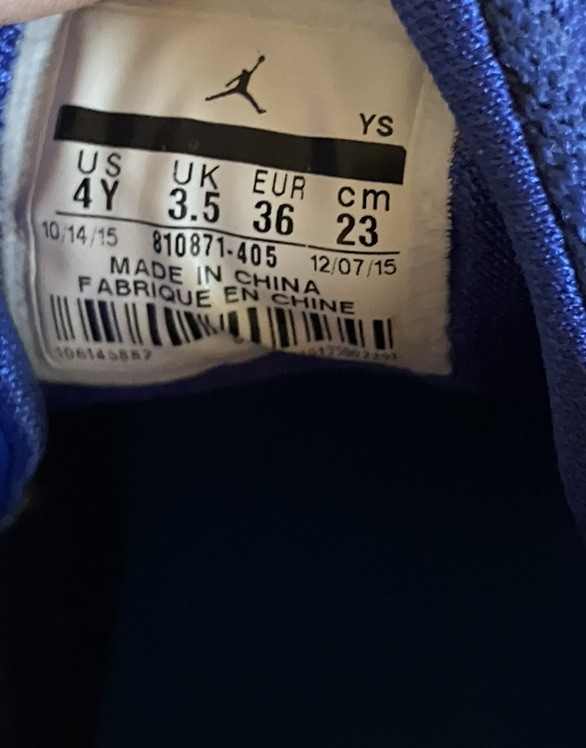 YS
US UK EUR cm
4Y 3.5 36 23
10/14/15 810871-405 12/07/15
MADE IN CHINA
FABRIQUE EN CHINE